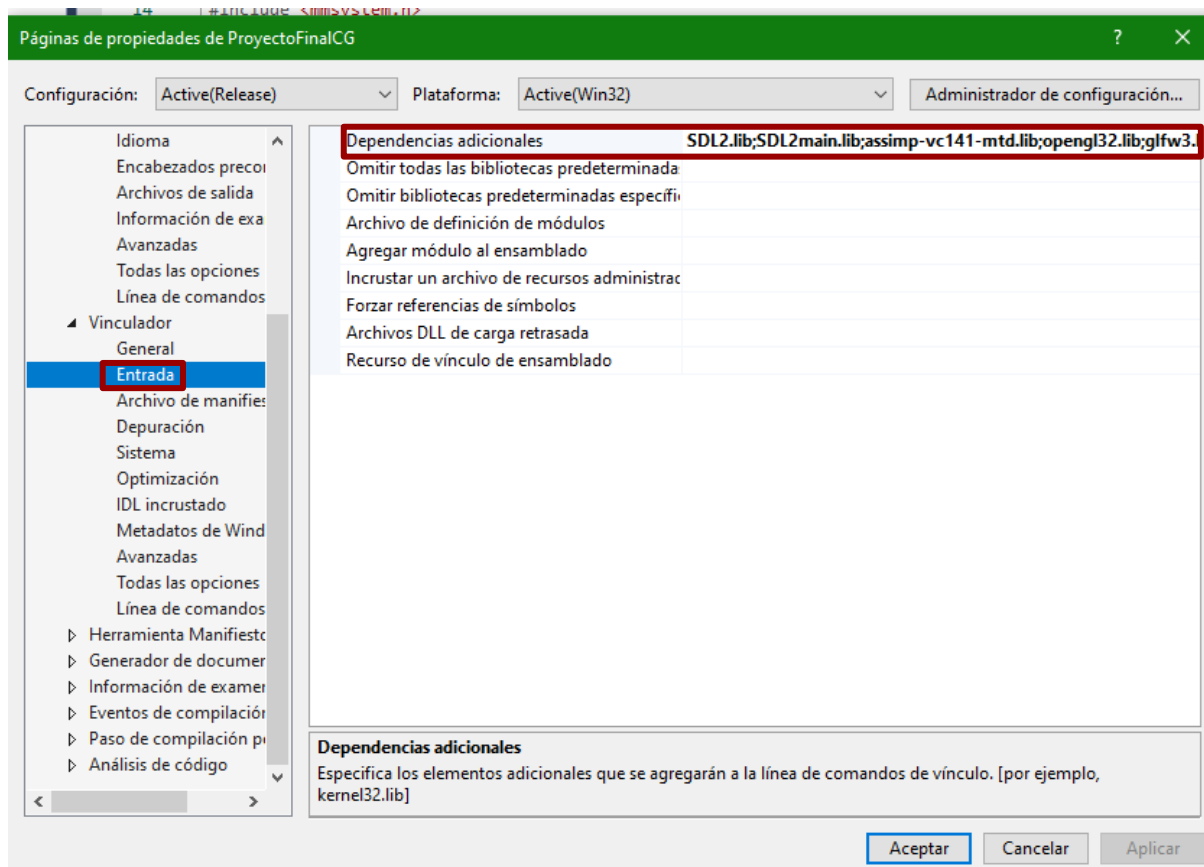 14 #include <mmsystem.h>
Páginas de propiedades de ProyectoFinalCG ? ×
Configuración: Active(Release) Plataforma: Active(Win32) Administrador de configuración...
Idioma
Encabezados precor
Archivos de salida
Información de exa
Avanzadas
Todas las opciones
Línea de comandos
Vinculador
General
Entrada
Archivo de manifies
Depuración
Sistema
Optimización
IDL incrustado
Metadatos de Wind
Avanzadas
Todas las opciones
Línea de comandos
Herramienta Manifiesto
Generador de documer
Información de examer
Eventos de compilación
Paso de compilación pe
Análisis de código
Dependencias adicionales SDL2.lib;SDL2main.lib;assimp-vc141-mtd.lib;opengl32.lib;glfw3.l
Omitir todas las bibliotecas predeterminada
Omitir bibliotecas predeterminadas específi
Archivo de definición de módulos
Agregar módulo al ensamblado
Incrustar un archivo de recursos administrac
Forzar referencias de símbolos
Archivos DLL de carga retrasada
Recurso de vínculo de ensamblado
Dependencias adicionales
Especifica los elementos adicionales que se agregarán a la línea de comandos de vínculo. [por ejemplo,
kernel32.lib]
Aceptar Cancelar Aplicar